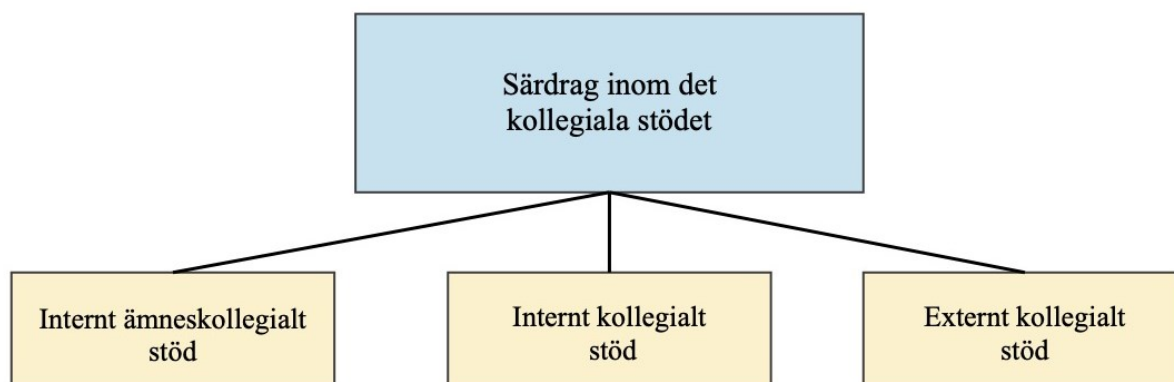 Särdrag inom det
kollegiala stödet
Internt ämneskollegialt
stöd
Internt kollegialt
stöd
Externt kollegialt
stöd